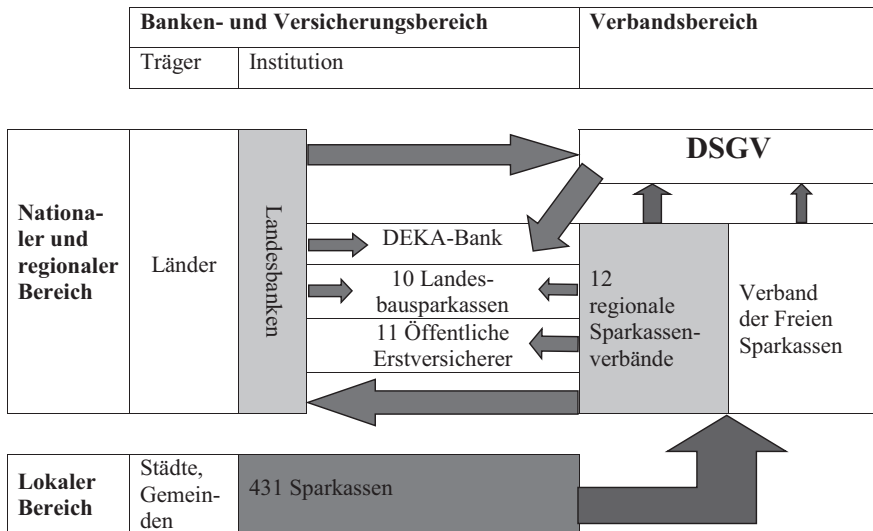 Banken- und Versicherungsbereich
Verbandsbereich
Träger
Institution
Nationa-
ler und
regionaler
Bereich
Länder
Landesbanken
DSGV
DEKA-Bank
10 Landes-
bausparkassen
11 Öffentliche
Erstversicherer
12
regionale
Sparkassen-
verbände
Verband
der Freien
Sparkassen
Lokaler
Bereich
Städte,
Gemein-
den
431 Sparkassen